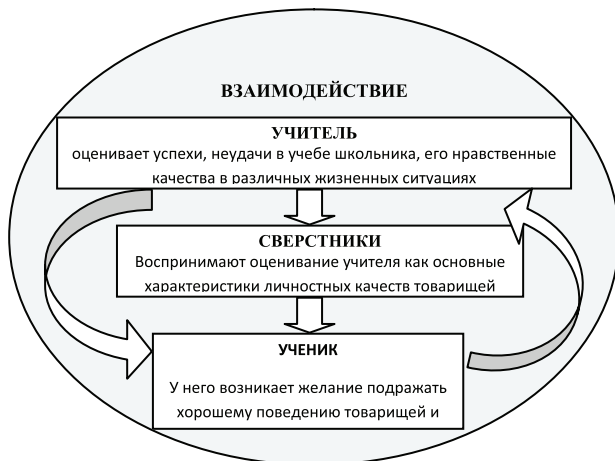 ВЗАИМОДЕЙСТВИЕ
УЧИТЕЛЬ
оценивает успехи, неудачи в учебе школьника, его нравственные
качества в различных жизненных ситуациях
СВЕРСТНИКИ
Воспринимают оценивание учителя как основные
характеристики личностных качеств товарищей
УЧЕНИК
У него возникает желание подражать
хорошему поведению товарищей и